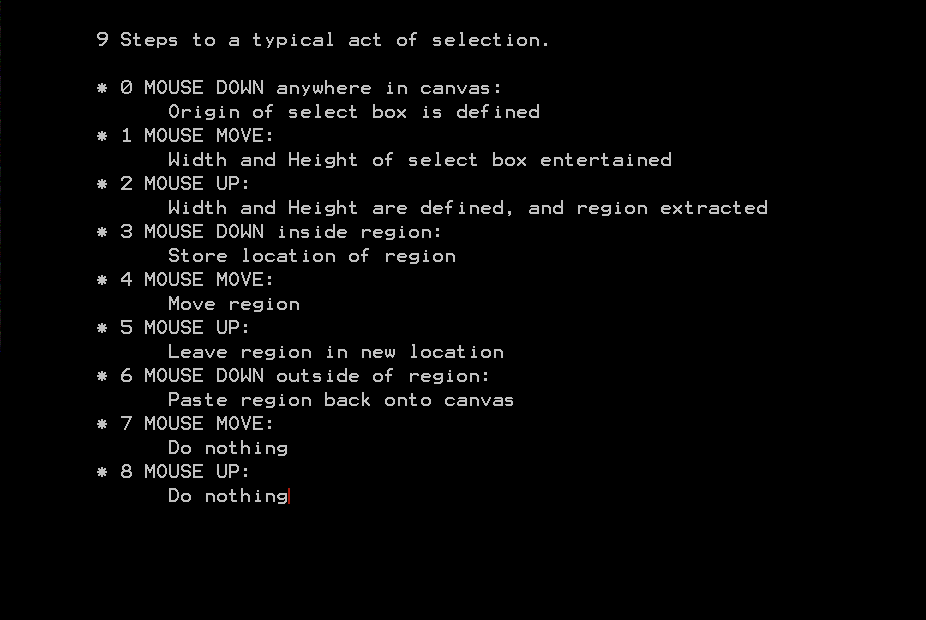 9 Steps to a typical act of selection.
* 0 MOUSE DOWN anywhere in canvas:
Origin of select box is defined
* 1 MOUSE MOVE:
Width and Height of select box entertained
* 2 MOUSE UP:
Width and Height are defined, and region extracted
* 3 MOUSE DOWN inside region:
Store location of region
* 4 MOUSE MOVE:
Move region
* 5 MOUSE UP:
Leave region in new location
* 6 MOUSE DOWN outside of region:
Paste region back onto canvas
* 7 MOUSE MOVE:
Do nothing
* 8 MOUSE UP:
Do nothing